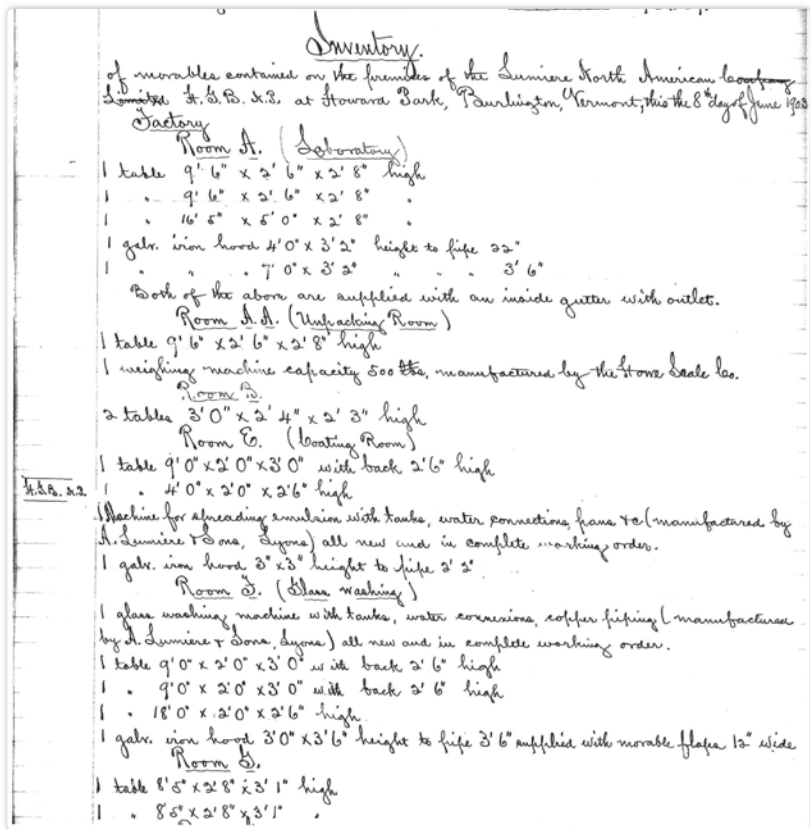 Inventory.
of movables contained on the premises of the Lumiere North American Company
Limited H.G.B. N.P. at Howard Park, Burlington, Vermont, this the 8th day of June 1903
Factory
Room A. (Laboratory)
1 table 9' 6" x 2' 6" x 2' 8" high
1 " 9' 6" x 2' 6" x 2' 8" "
1 " 16' 5" x 5' 0" x 2' 8" "
1 galv. iron hood 4' 0" x 3' 2" height to pipe 22"
1 " " " 7' 0" x 3' 2" " " " 3' 6"
Both of the above are supplied with an inside gutter with outlet.
Room A.A. (Unpacking Room)
1 table 9' 6" x 2' 6" x 2' 8" high
1 weighing machine capacity 500 lbs, manufactured by the Howe Scale Co.
Room B.
2 tables 3' 0" x 2' 4" x 2' 3" high
Room E. (Coating Room)
1 table 9' 0" x 2' 0" x 3' 0" with back 2' 6" high
H.G.B. N.P. 1 " 4' 0" x 2' 0" x 2' 6" high
1 Machine for spreading emulsion with tanks, water connections, pans &c (manufactured by
A. Lumiere & Sons, Lyons) all new and in complete working order.
1 galv. iron hood 3" x 3" height to pipe 2' 2"
Room F. (Glass washing)
1 glass washing machine with tanks, water connexions, copper piping (manufactured
by A. Lumiere & Sons, Lyons) all new and in complete working order.
1 table 9' 0" x 2' 0" x 3' 0" with back 2' 6" high
1 " 9' 0" x 2' 0" x 3' 0" with back 2' 6" high
1 " 18' 0" x 2' 0" x 2' 6" high
1 galv. iron hood 3' 0" x 3' 6" height to pipe 3' 6" supplied with movable flaps 12" wide
Room G.
1 table 8' 5" x 2' 8" x 3' 1" high
1 " 8' 5" x 2' 8" x 3' 1" "